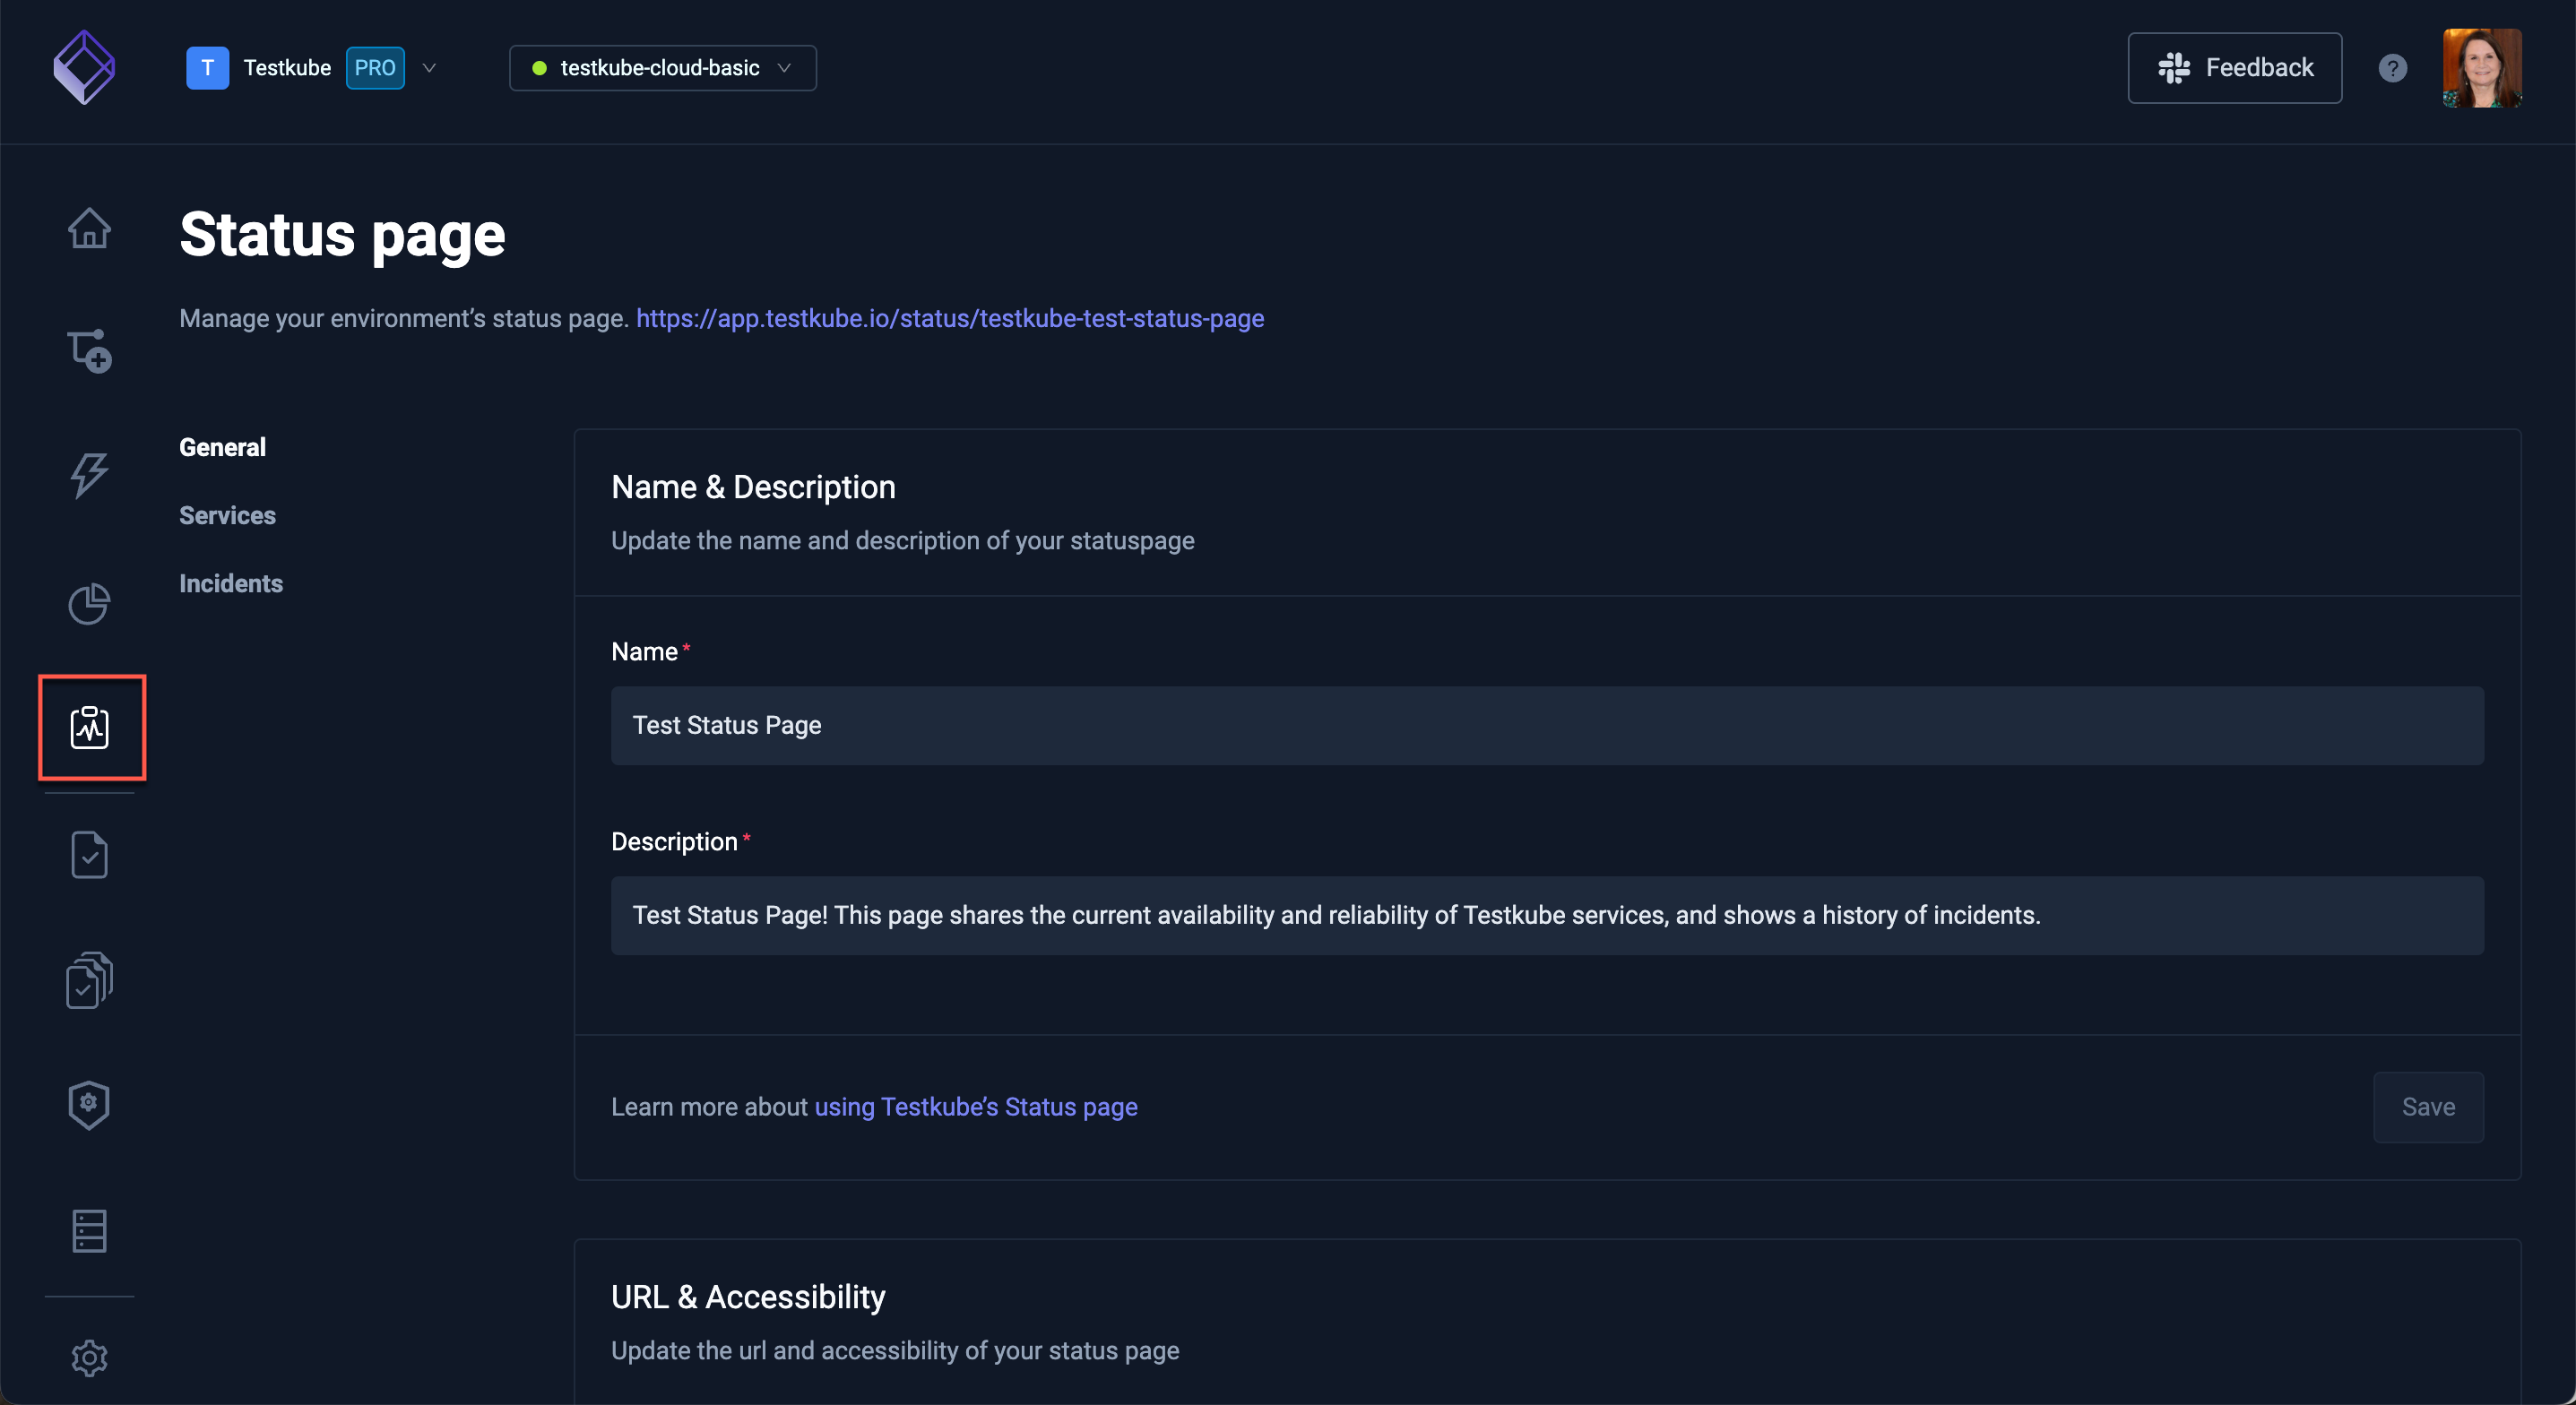 T Testkube PRO testkube-cloud-basic Feedback ?
Status page
Manage your environment’s status page. https://app.testkube.io/status/testkube-test-status-page
General
Services
Incidents
Name & Description
Update the name and description of your statuspage
Name*
Test Status Page
Description*
Test Status Page! This page shares the current availability and reliability of Testkube services, and shows a history of incidents.
Learn more about using Testkube’s Status page
Save
URL & Accessibility
Update the url and accessibility of your status page